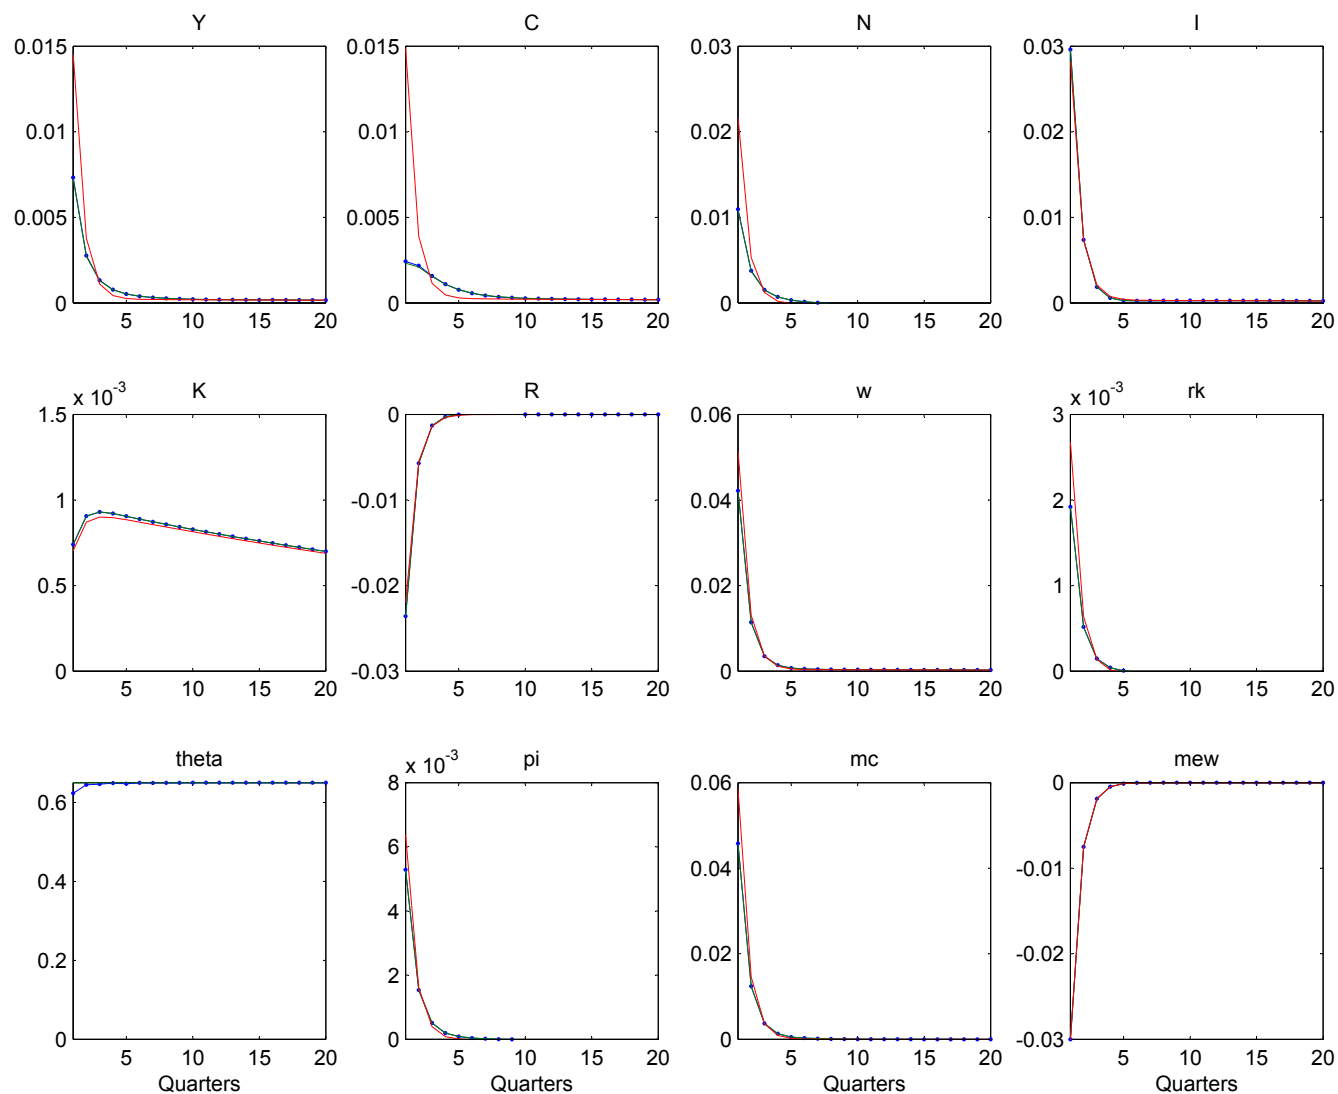 Y C N I
0.015 0.015 0.03 0.03
0.01 0.01 0.02 0.02
0.005 0.005 0.01 0.01
0 0 0 0
5 10 15 20 5 10 15 20 5 10 15 20 5 10 15 20
K R w rk
x 10^-3 x 10^-3
1.5 0 0.06 3
1 -0.01 0.04 2
0.5 -0.02 0.02 1
0 -0.03 0 0
5 10 15 20 5 10 15 20 5 10 15 20 5 10 15 20
theta pi mc mew
x 10^-3
8 0.06 0
0.6 6 0.04 -0.01
0.4 4
0.2 2 0.02 -0.02
0 0 0 -0.03
5 10 15 20 5 10 15 20 5 10 15 20 5 10 15 20
Quarters Quarters Quarters Quarters